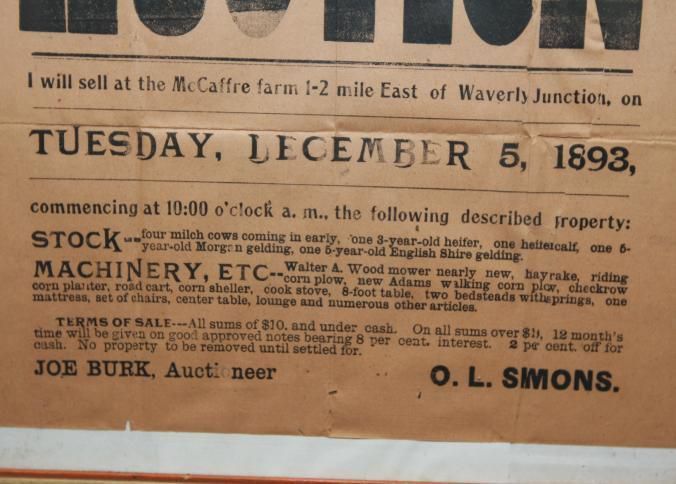 AUCTION
I will sell at the McCaffre farm 1-2 mile East of Waverly Junction, on
TUESDAY, DECEMBER 5, 1893,
commencing at 10:00 o'clock a. m., the following described property:
STOCK--four milch cows coming in early, one 3-year-old heifer, one heifercalf, one 6-
year-old Morgan gelding, one 5-year-old English Shire gelding.
MACHINERY, ETC--Walter A. Wood mower nearly new, hayrake, riding
corn plow, new Adams walking corn plow, checkrow
corn planter, road cart, corn sheller, cook stove, 8-foot table, two bedsteads withsprings, one
mattress, set of chairs, center table, lounge and numerous other articles.
TERMS OF SALE---All sums of $10. and under cash. On all sums over $10, 12 month's
time will be given on good approved notes bearing 8 per cent. interest. 2 per cent. off for
cash. No property to be removed until settled for.
JOE BURK, Auctioneer
O. L. SIMONS.